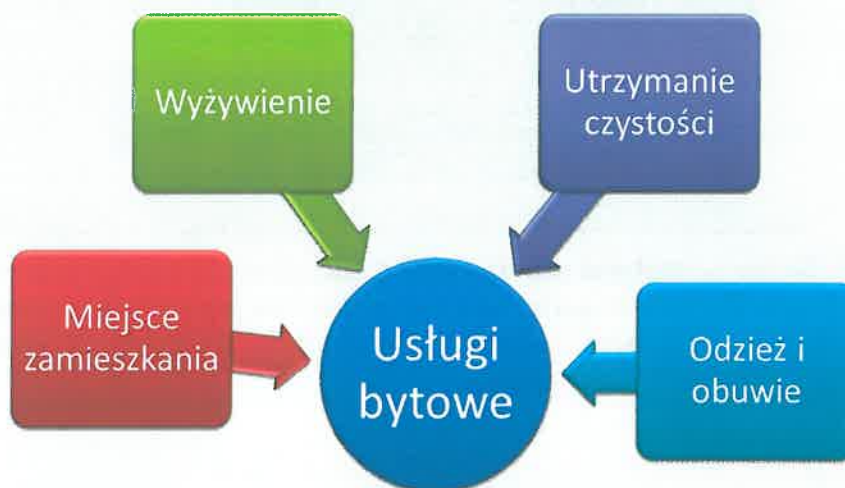 Wyżywienie
Utrzymanie
czystości
Miejsce
zamieszkania
Usługi
bytowe
Odzież i
obuwie